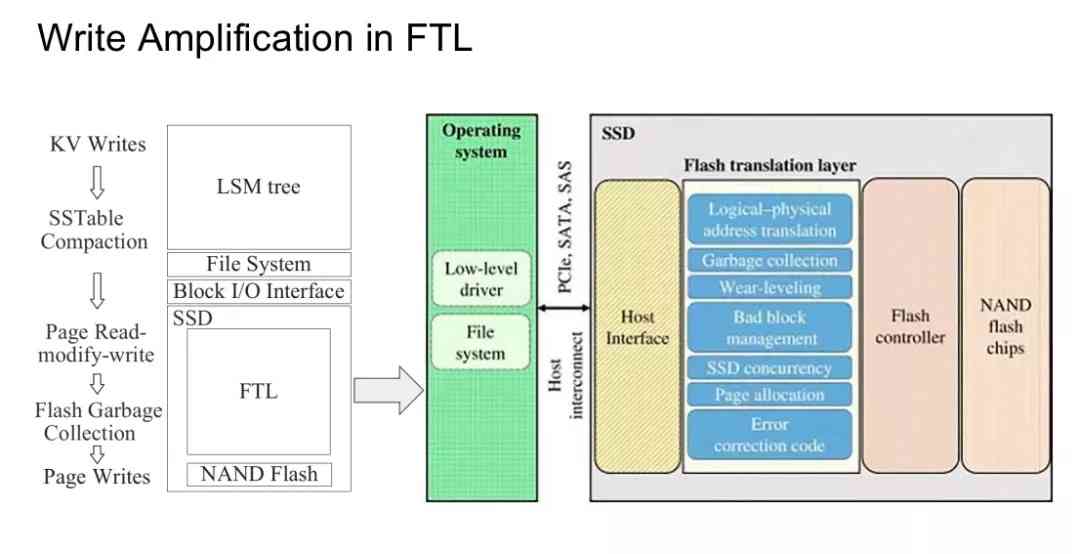 Write Amplification in FTL
KV Writes
SSTable
Compaction
Page Read-
modify-write
Flash Garbage
Collection
Page Writes
LSM tree
File System
Block I/O Interface
SSD
FTL
NAND Flash
Operating
system
Low-level
driver
File
system
PCIe, SATA, SAS
Host
interconnect
SSD
Flash translation layer
Host
Interface
Logical–physical
address translation
Garbage collection
Wear-leveling
Bad block
management
SSD concurrency
Page allocation
Error
correction code
Flash
controller
NAND
flash
chips